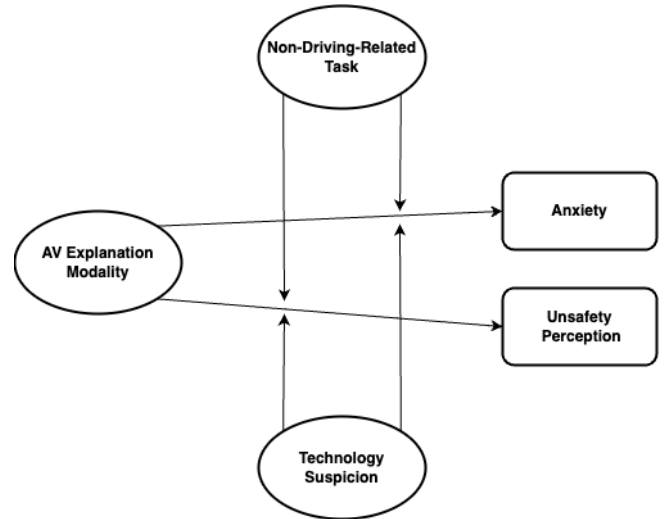 Non-Driving-Related
Task
Anxiety
AV Explanation
Modality
Unsafety
Perception
Technology
Suspicion